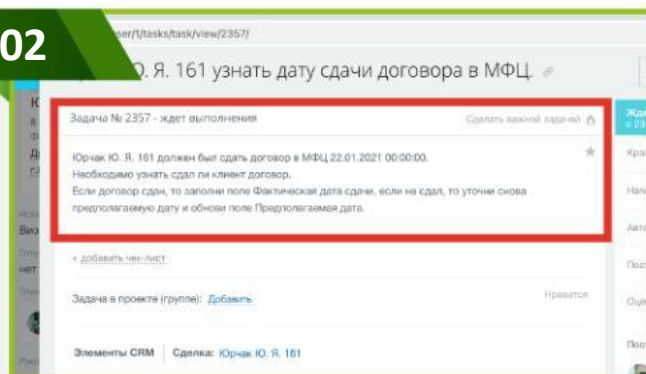 02
ser/1/tasks/task/view/2357/
О. Я. 161 узнать дату сдачи договора в МФЦ.
Задача № 2357 - ждет выполнения
Сделать важной задачей
Юрчак Ю. Я. 161 должен был сдать договор в МФЦ 22.01.2021 00:00:00.
Необходимо узнать сдал ли клиент договор.
Если договор сдан, то заполни поле Фактическая дата сдачи, если не сдал, то уточни снова
предполагаемую дату и обнови поле Предполагаемая дата.
+ добавить чек-лист
Задача в проекте (группе): Добавить
Нравится
Элементы CRM | Сделка: Юрчак Ю. Я. 161
нет